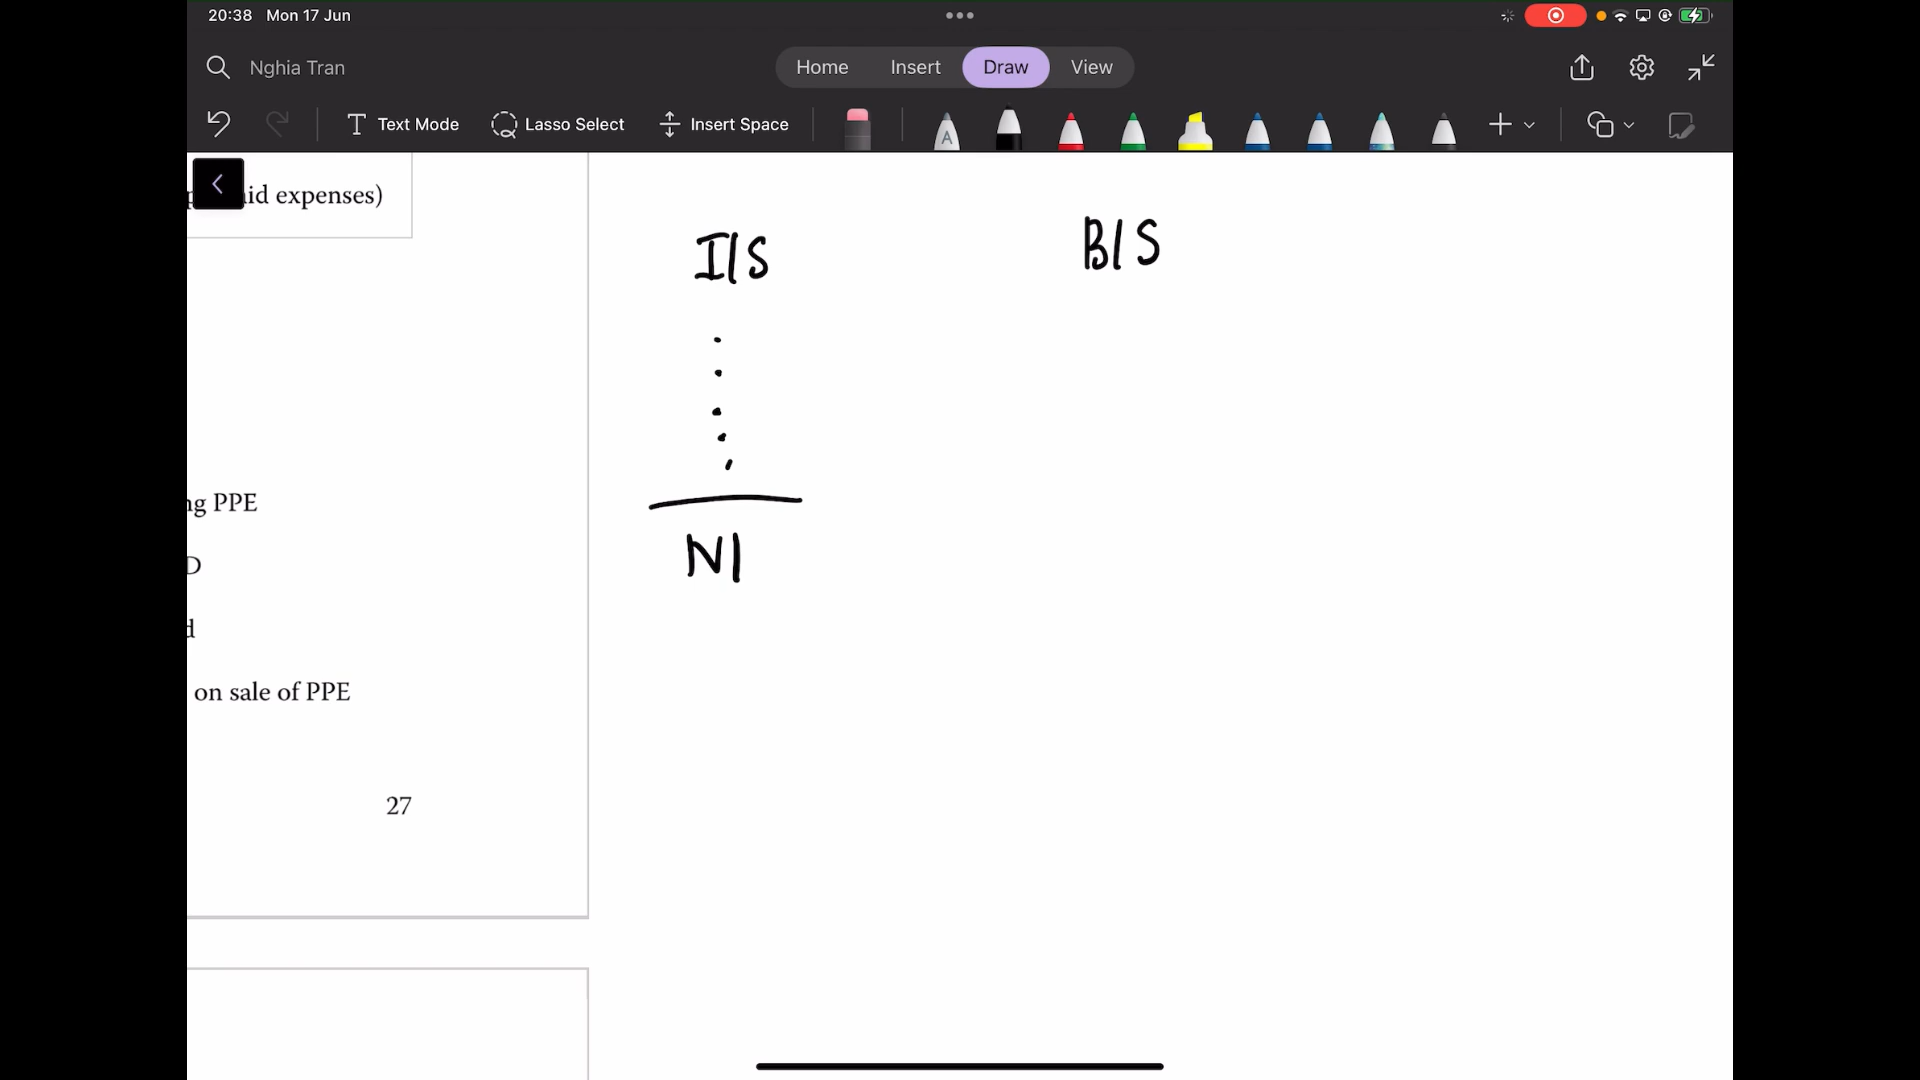 20:38 Mon 17 Jun
Nghia Tran
Home Insert Draw View
T Text Mode Lasso Select Insert Space A
id expenses)
I/S B/S
NI
ng PPE
D
d
on sale of PPE
27